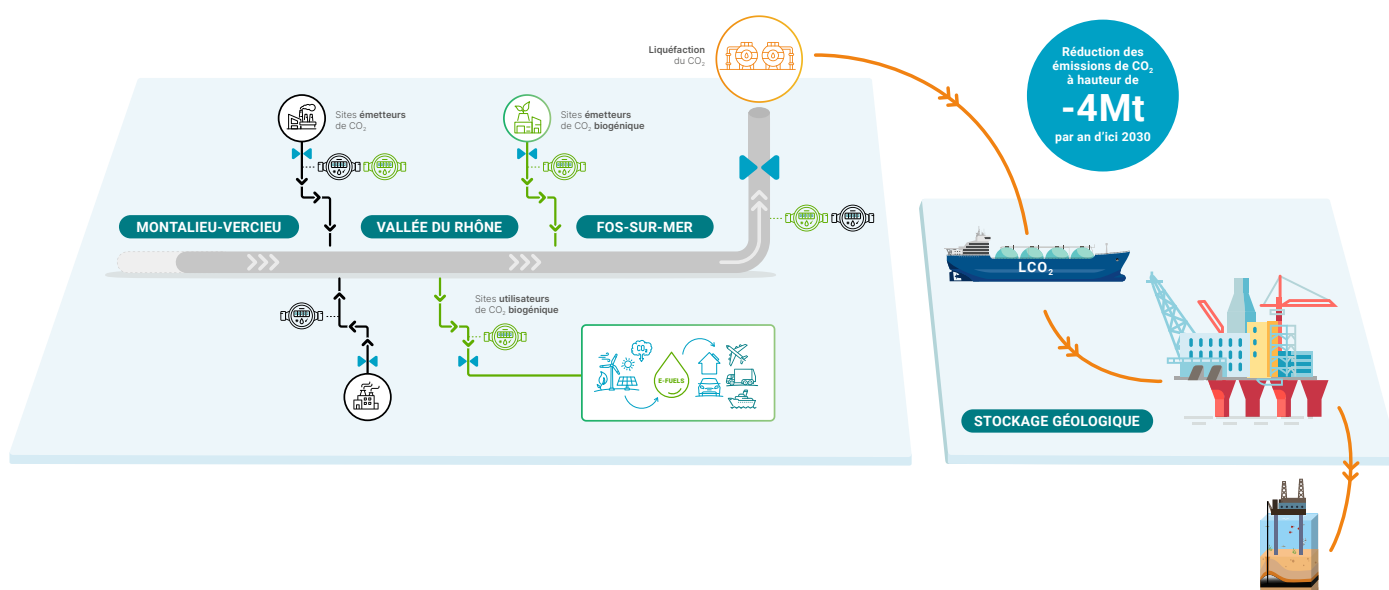 Liquéfaction
du CO₂
Réduction des
émissions de CO₂
à hauteur de
-4Mt
par an d'ici 2030
Sites émetteurs
de CO₂
Sites émetteurs
de CO₂ biogénique
MONTALIEU-VERCIEU
VALLÉE DU RHÔNE
FOS-SUR-MER
LCO₂
Sites utilisateurs
de CO₂ biogénique
CO₂
E-FUELS
STOCKAGE GÉOLOGIQUE